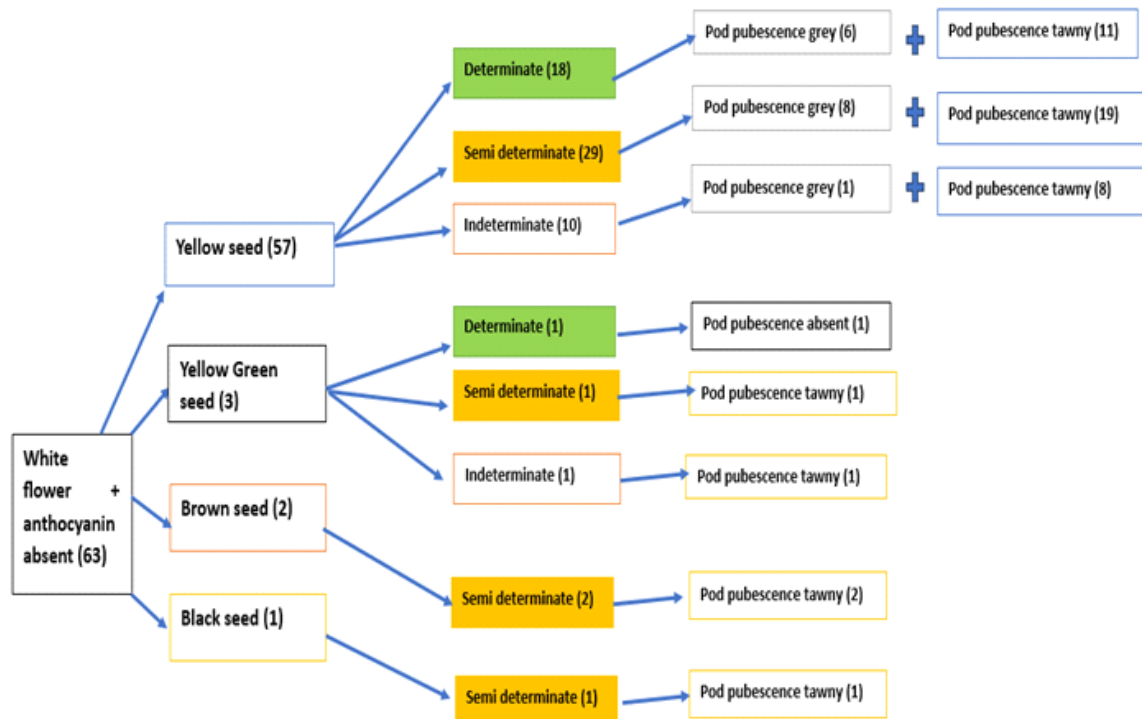 Pod pubescence grey (6)
Pod pubescence tawny (11)
Determinate (18)
Pod pubescence grey (8)
Pod pubescence tawny (19)
Semi determinate (29)
Pod pubescence grey (1)
Pod pubescence tawny (8)
Indeterminate (10)
Yellow seed (57)
Determinate (1)
Pod pubescence absent (1)
Yellow Green
seed (3)
Semi determinate (1)
Pod pubescence tawny (1)
Indeterminate (1)
Pod pubescence tawny (1)
White
flower +
anthocyanin
absent (63)
Brown seed (2)
Semi determinate (2)
Pod pubescence tawny (2)
Black seed (1)
Semi determinate (1)
Pod pubescence tawny (1)